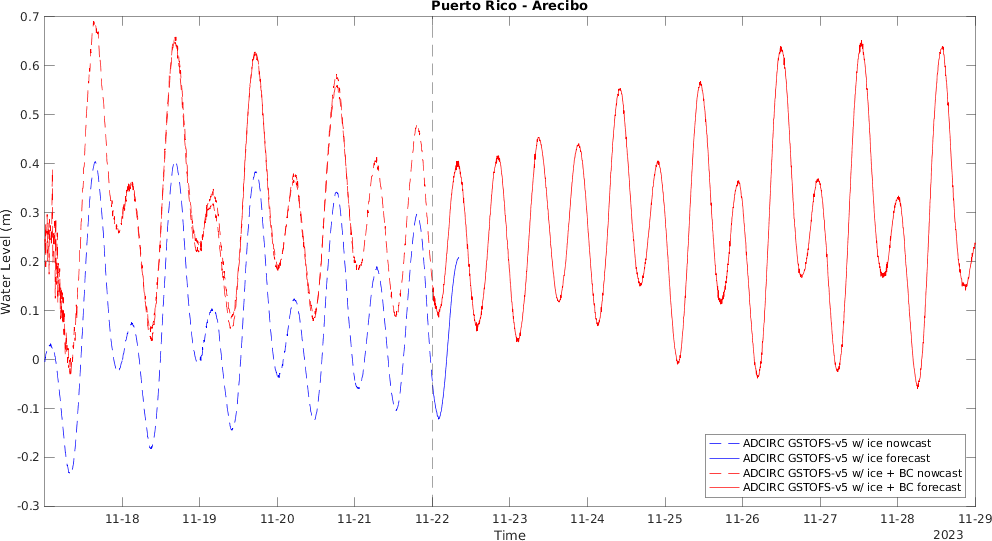 Puerto Rico - Arecibo
0.7
0.6
0.5
0.4
0.3
0.2
0.1
0
-0.1
-0.2
-0.3
Water Level (m)
ADCIRC GSTOFS-v5 w/ ice nowcast
ADCIRC GSTOFS-v5 w/ ice forecast
ADCIRC GSTOFS-v5 w/ ice + BC nowcast
ADCIRC GSTOFS-v5 w/ ice + BC forecast
11-18 11-19 11-20 11-21 11-22 11-23 11-24 11-25 11-26 11-27 11-28 11-29
Time
2023